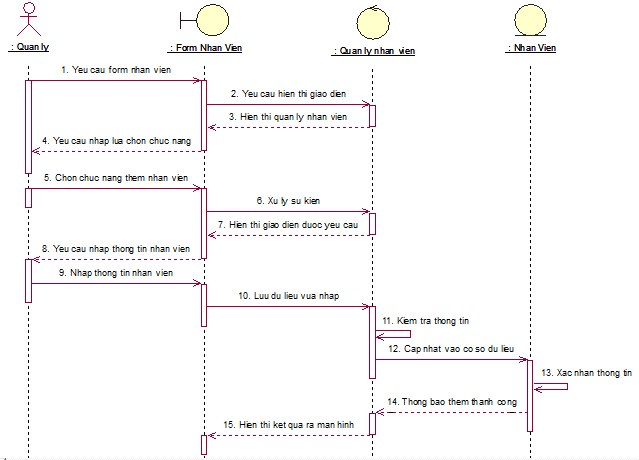 : Quan ly
: Form Nhan Vien
: Quan ly nhan vien
: Nhan Vien
1. Yeu cau form nhan vien
2. Yeu cau hien thi giao dien
3. Hien thi quan ly nhan vien
4. Yeu cau nhap lua chon chuc nang
5. Chon chuc nang them nhan vien
6. Xu ly su kien
7. Hien thi giao dien duoc yeu cau
8. Yeu cau nhap thong tin nhan vien
9. Nhap thong tin nhan vien
10. Luu du lieu vua nhap
11. Kiem tra thong tin
12. Cap nhat vao co so du lieu
13. Xac nhan thong tin
14. Thong bao them thanh cong
15. Hien thi ket qua ra man hinh